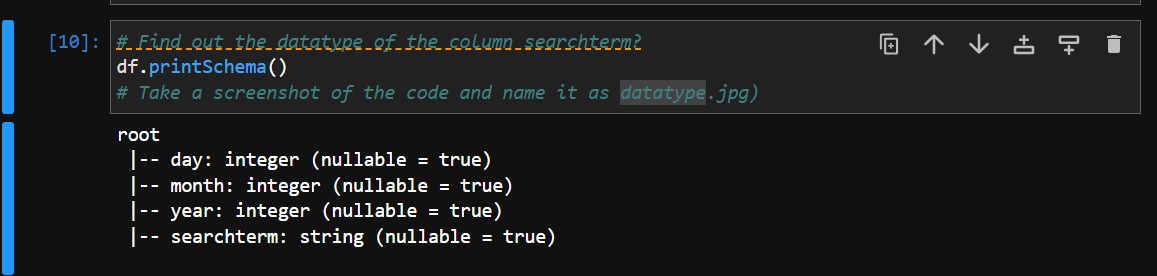 [10]: # Find out the datatype of the column searchterm?
df.printSchema()
# Take a screenshot of the code and name it as datatype.jpg)
root
 |-- day: integer (nullable = true)
 |-- month: integer (nullable = true)
 |-- year: integer (nullable = true)
 |-- searchterm: string (nullable = true)